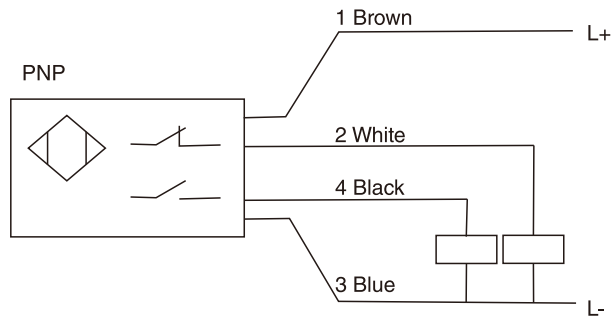 1 Brown
L+
PNP
2 White
4 Black
3 Blue
L-